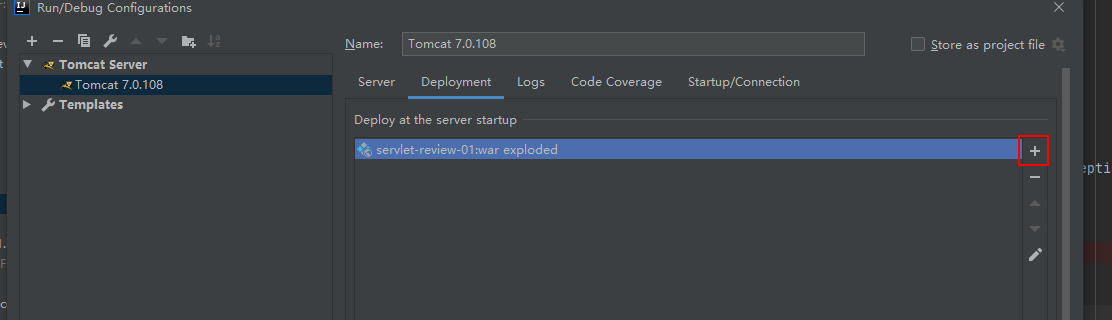 Run/Debug Configurations
Name: Tomcat 7.0.108
Store as project file
Tomcat Server
Tomcat 7.0.108
Templates
Server Deployment Logs Code Coverage Startup/Connection
Deploy at the server startup
servlet-review-01:war exploded
epti